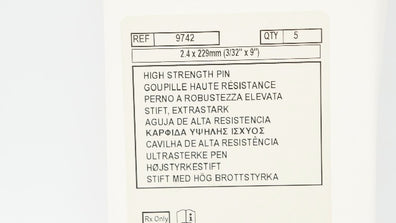 REF 9742 QTY 5
2.4 x 229mm (3/32" x 9")
HIGH STRENGTH PIN
GOUPILLE HAUTE RÉSISTANCE
PERNO A ROBUSTEZZA ELEVATA
STIFT, EXTRASTARK
AGUJA DE ALTA RESISTENCIA
ΚΑΡΦΙΔΑ ΥΨΗΛΗΣ ΙΣΧΥΟΣ
CAVILHA DE ALTA RESISTÊNCIA
ULTRASTERKE PEN
HØJSTYRKESTIFT
STIFT MED HÖG BROTTSTYRKA
Rx Only